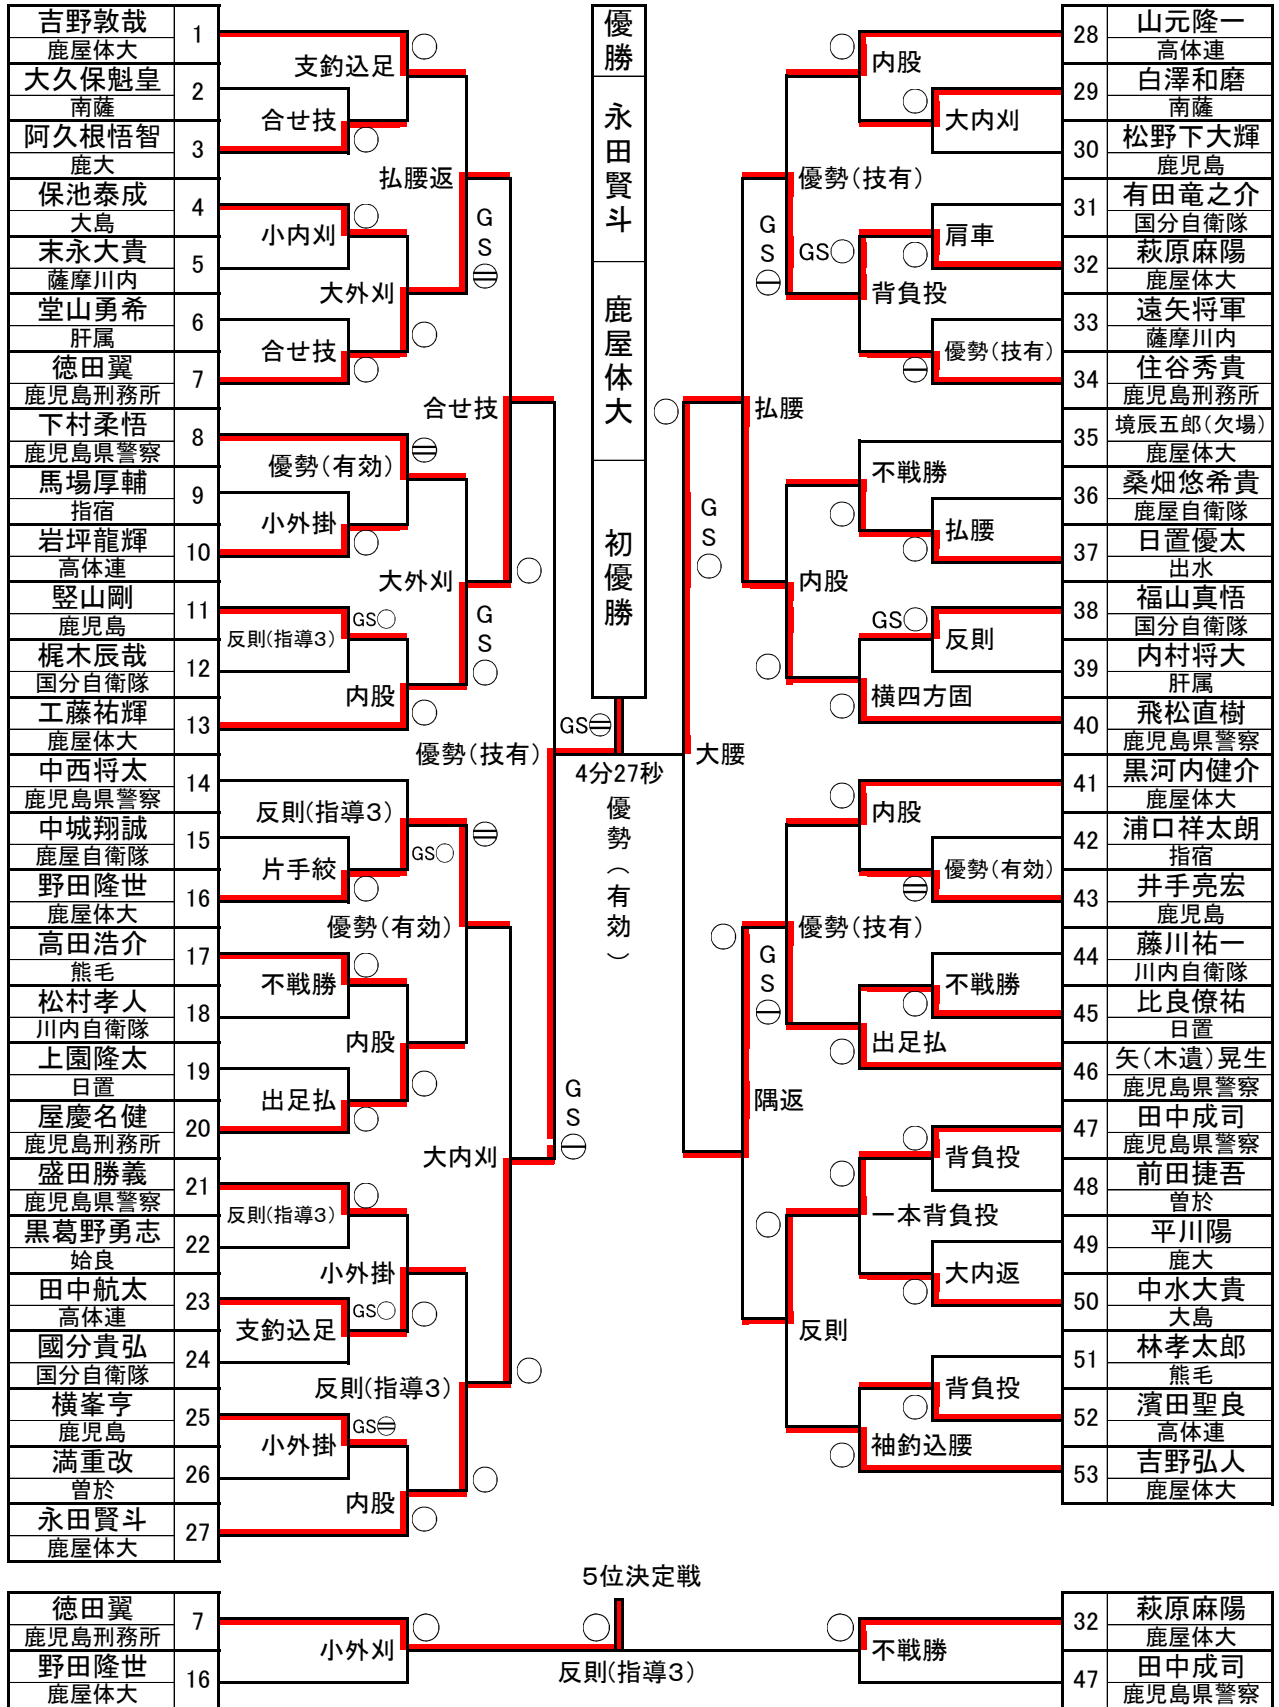 吉野敦哉
1
鹿屋体大
大久保魁皇
2
南薩
阿久根悟智
3
鹿大
保池泰成
4
大島
末永大貴
5
薩摩川内
堂山勇希
6
肝属
徳田翼
7
鹿児島刑務所
下村柔悟
8
鹿児島県警察
馬場厚輔
9
指宿
岩坪龍輝
10
高体連
竪山剛
11
鹿児島
梶木辰哉
12
国分自衛隊
工藤祐輝
13
鹿屋体大
中西将太
14
鹿児島県警察
中城翔誠
15
鹿屋自衛隊
野田隆世
16
鹿屋体大
高田浩介
17
熊毛
松村孝人
18
川内自衛隊
上園隆太
19
日置
屋慶名健
20
鹿児島刑務所
盛田勝義
21
鹿児島県警察
黒葛野勇志
22
姶良
田中航太
23
高体連
國分貴弘
24
国分自衛隊
横峯亨
25
鹿児島
満重改
26
曽於
永田賢斗
27
鹿屋体大
支釣込足
合せ技
払腰返
小内刈
大外刈
合せ技
GS
合せ技
優勢(有効)
小外掛
大外刈
GS○
反則(指導3)
内股
GS
優勢(技有)
反則(指導3)
片手絞
GS○
優勢(有効)
不戦勝
内股
出足払
大内刈
GS
反則(指導3)
小外掛
GS○
支釣込足
反則(指導3)
GS
小外掛
内股
優勝
永田賢斗
鹿屋体大
初優勝
GS
4分27秒
優勢(有効)
28
山元隆一
高体連
29
白澤和磨
南薩
30
松野下大輝
鹿児島
31
有田竜之介
国分自衛隊
32
萩原麻陽
鹿屋体大
33
遠矢将軍
薩摩川内
34
住谷秀貴
鹿児島刑務所
35
境辰五郎(欠場)
鹿屋体大
36
桑畑悠希貴
鹿屋自衛隊
37
日置優太
出水
38
福山真悟
国分自衛隊
39
内村将大
肝属
40
飛松直樹
鹿児島県警察
41
黒河内健介
鹿屋体大
42
浦口祥太朗
指宿
43
井手亮宏
鹿児島
44
藤川祐一
川内自衛隊
45
比良僚祐
日置
46
矢(木遺)晃生
鹿児島県警察
47
田中成司
鹿児島県警察
48
前田捷吾
曽於
49
平川陽
鹿大
50
中水大貴
大島
51
林孝太郎
熊毛
52
濱田聖良
高体連
53
吉野弘人
鹿屋体大
内股
大内刈
優勢(技有)
GS
肩車
GS○
背負投
優勢(技有)
払腰
不戦勝
払腰
GS
内股
GS○
反則
横四方固
大腰
内股
優勢(有効)
優勢(技有)
GS
不戦勝
出足払
隅返
背負投
一本背負投
大内返
反則
背負投
袖釣込腰
5位決定戦
徳田翼
7
鹿児島刑務所
野田隆世
16
鹿屋体大
小外刈
反則(指導3)
不戦勝
32
萩原麻陽
鹿屋体大
47
田中成司
鹿児島県警察